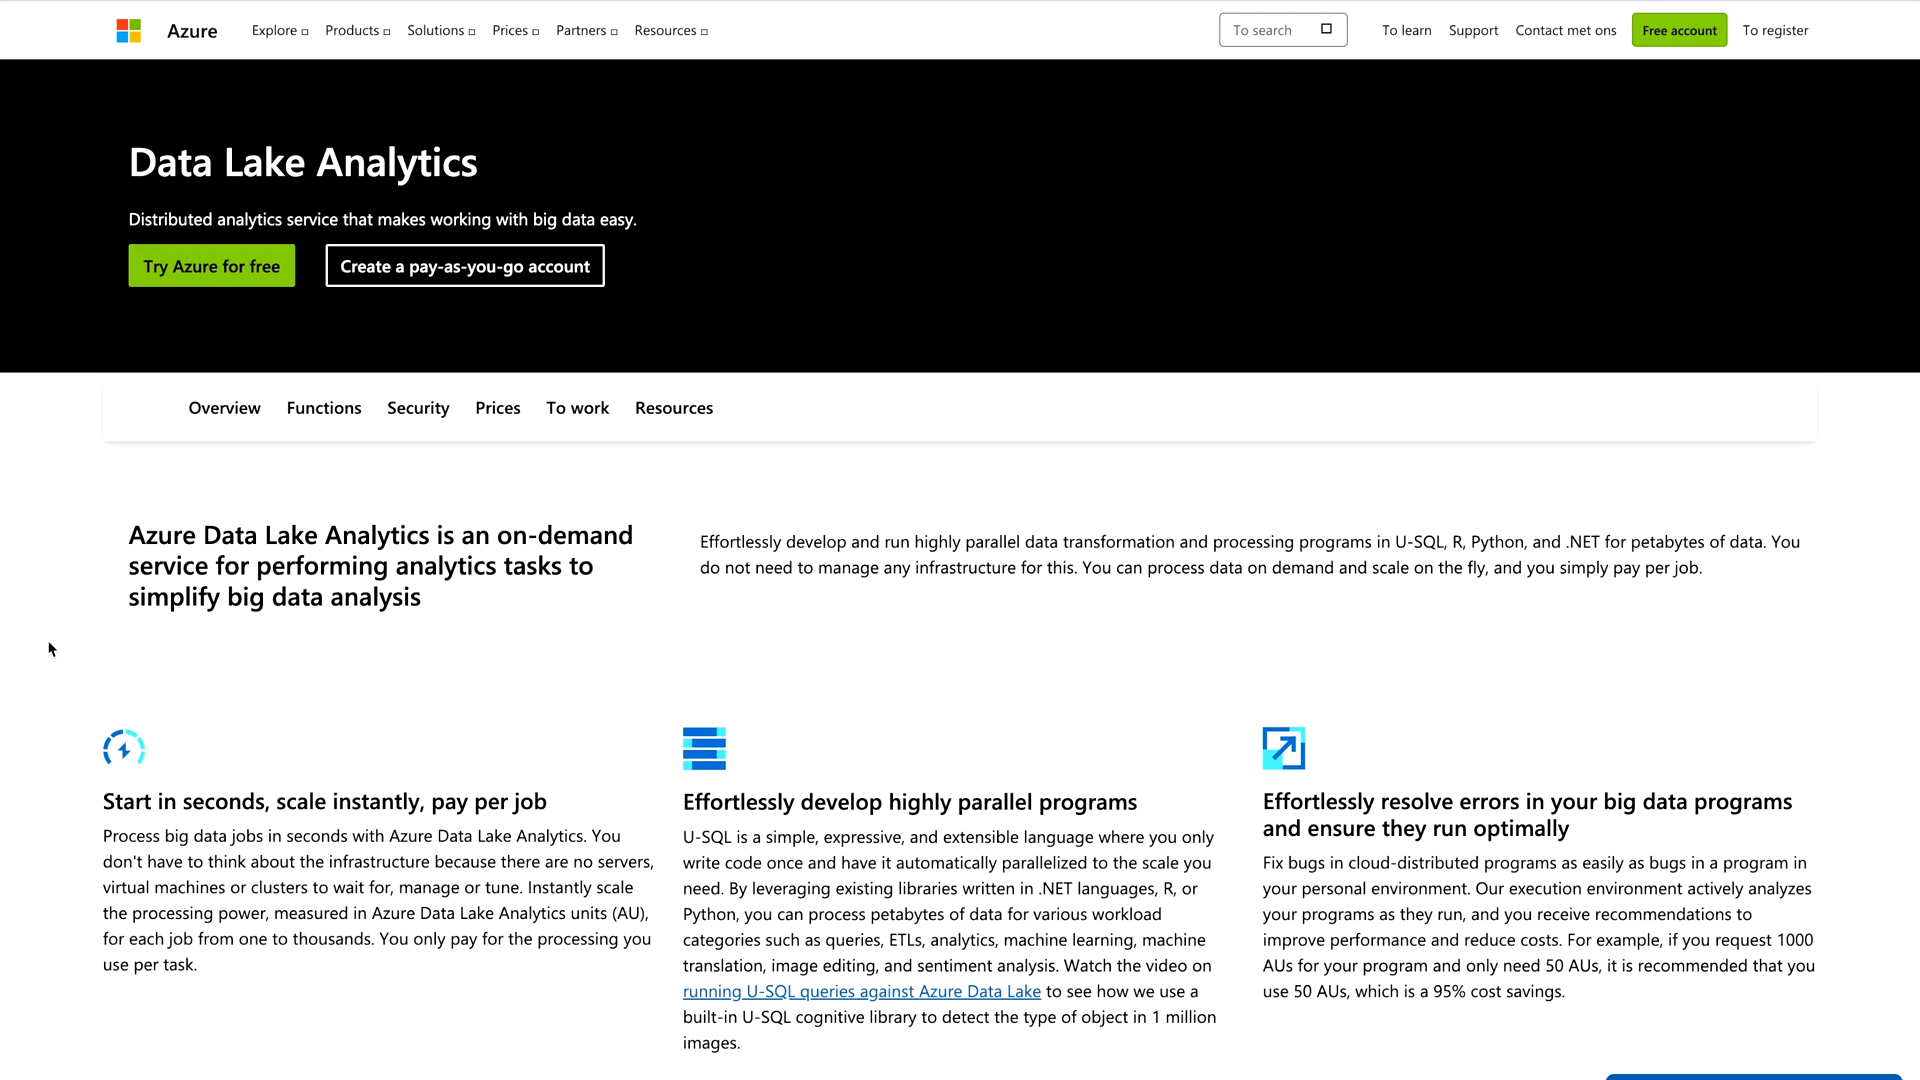 Azure
Explore
Products
Solutions
Prices
Partners
Resources
To search
To learn
Support
Contact met ons
Free account
To register
Data Lake Analytics
Distributed analytics service that makes working with big data easy.
Try Azure for free
Create a pay-as-you-go account
Overview
Functions
Security
Prices
To work
Resources
Azure Data Lake Analytics is an on-demand
service for performing analytics tasks to
simplify big data analysis
Effortlessly develop and run highly parallel data transformation and processing programs in U-SQL, R, Python, and .NET for petabytes of data. You
do not need to manage any infrastructure for this. You can process data on demand and scale on the fly, and you simply pay per job.
Start in seconds, scale instantly, pay per job
Process big data jobs in seconds with Azure Data Lake Analytics. You
don't have to think about the infrastructure because there are no servers,
virtual machines or clusters to wait for, manage or tune. Instantly scale
the processing power, measured in Azure Data Lake Analytics units (AU),
for each job from one to thousands. You only pay for the processing you
use per task.
Effortlessly develop highly parallel programs
U-SQL is a simple, expressive, and extensible language where you only
write code once and have it automatically parallelized to the scale you
need. By leveraging existing libraries written in .NET languages, R, or
Python, you can process petabytes of data for various workload
categories such as queries, ETLs, analytics, machine learning, machine
translation, image editing, and sentiment analysis. Watch the video on
running U-SQL queries against Azure Data Lake to see how we use a
built-in U-SQL cognitive library to detect the type of object in 1 million
images.
Effortlessly resolve errors in your big data programs
and ensure they run optimally
Fix bugs in cloud-distributed programs as easily as bugs in a program in
your personal environment. Our execution environment actively analyzes
your programs as they run, and you receive recommendations to
improve performance and reduce costs. For example, if you request 1000
AUs for your program and only need 50 AUs, it is recommended that you
use 50 AUs, which is a 95% cost savings.